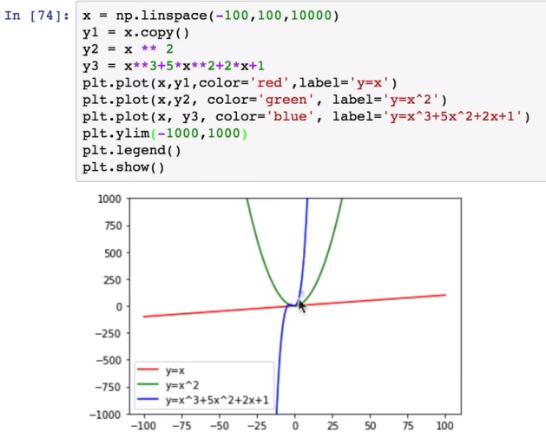 In [74]: x = np.linspace(-100,100,10000)
y1 = x.copy()
y2 = x ** 2
y3 = x**3+5*x**2+2*x+1
plt.plot(x,y1,color='red',label='y=x')
plt.plot(x,y2, color='green', label='y=x^2')
plt.plot(x, y3, color='blue', label='y=x^3+5x^2+2x+1')
plt.ylim(-1000,1000)
plt.legend()
plt.show()
1000
750
500
250
0
−250
−500
−750
−1000
y=x
y=x^2
y=x^3+5x^2+2x+1
−100 −75 −50 −25 0 25 50 75 100